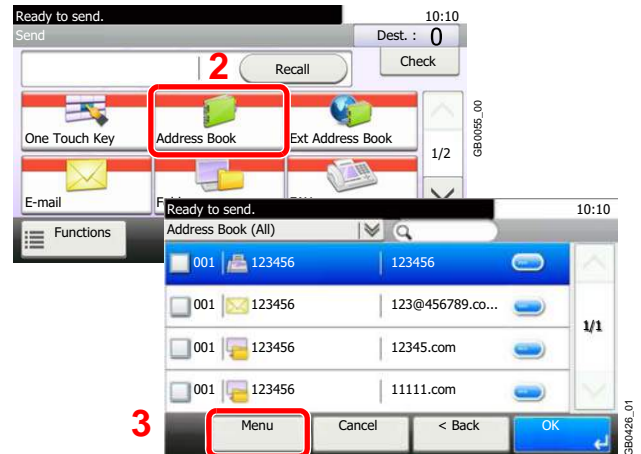 Ready to send. 10:10
Send Dest. : 0
2 Recall Check
One Touch Key Address Book Ext Address Book
1/2
GB0055_00
E-mail
Functions
Ready to send. 10:10
Address Book (All)
001 123456 123456
001 123456 123@456789.co...
1/1
001 123456 12345.com
001 123456 11111.com
3 Menu Cancel < Back OK
GB0426_01